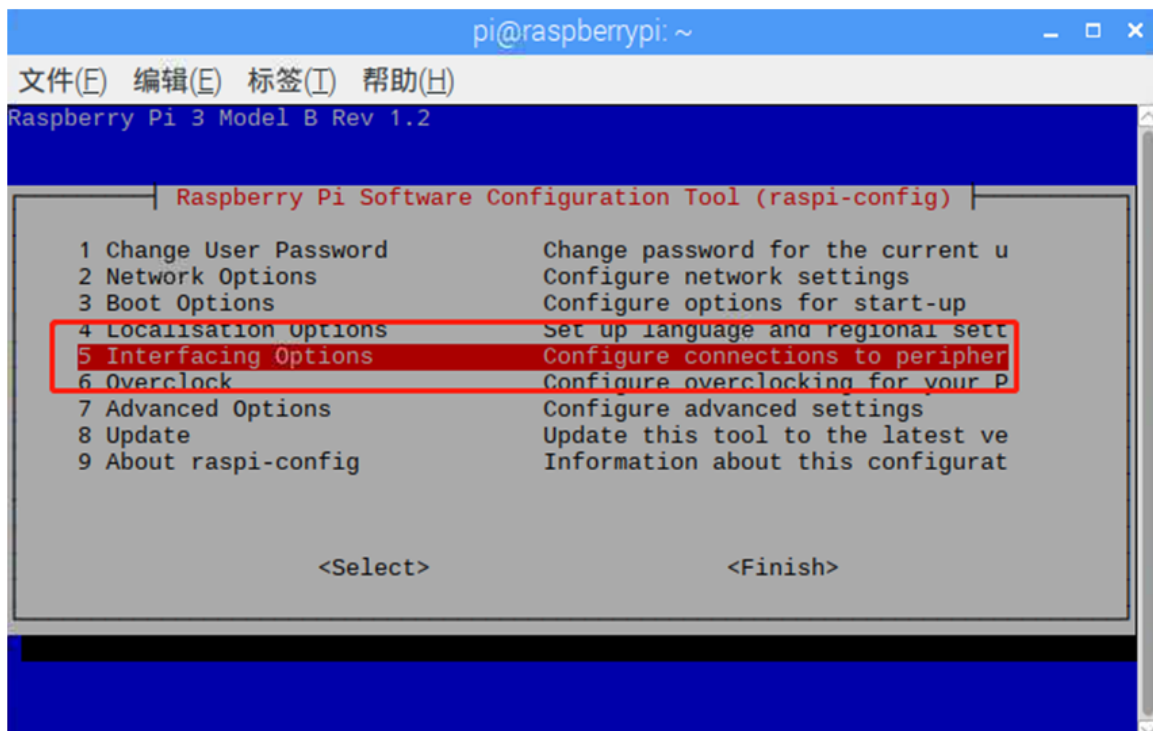 pi@raspberrypi: ~
文件(F) 编辑(E) 标签(T) 帮助(H)
Raspberry Pi 3 Model B Rev 1.2
Raspberry Pi Software Configuration Tool (raspi-config)
1 Change User Password Change password for the current u
2 Network Options Configure network settings
3 Boot Options Configure options for start-up
4 Localisation Options Set up language and regional sett
5 Interfacing Options Configure connections to peripher
6 Overclock Configure overclocking for your P
7 Advanced Options Configure advanced settings
8 Update Update this tool to the latest ve
9 About raspi-config Information about this configurat
<Select> <Finish>